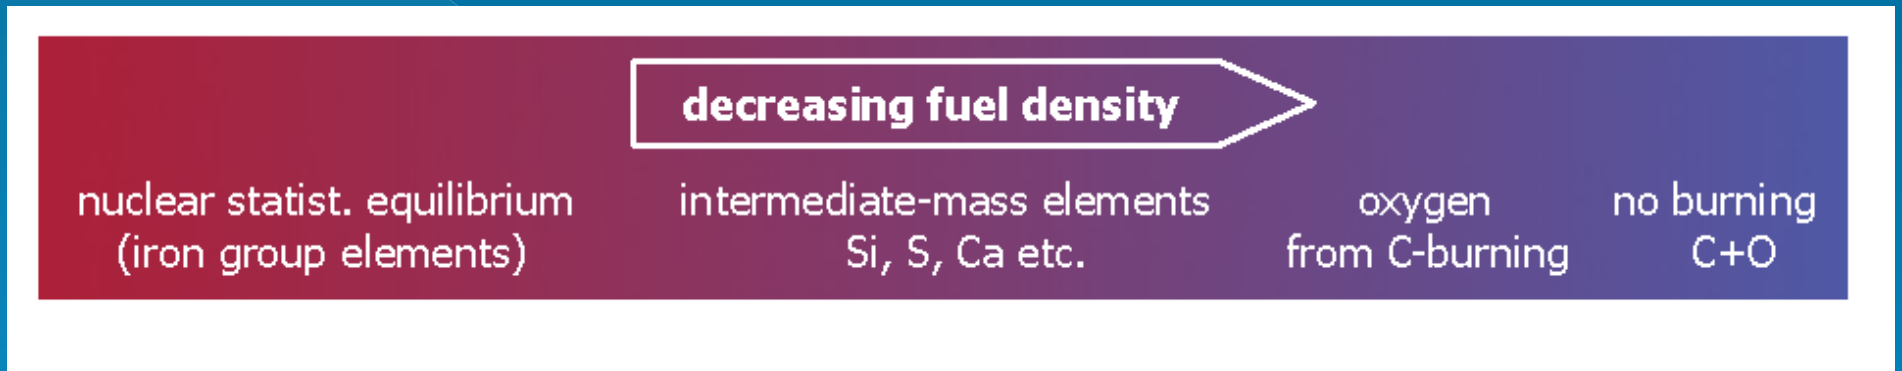 decreasing fuel density
nuclear statist. equilibrium
(iron group elements)
intermediate-mass elements
Si, S, Ca etc.
oxygen
from C-burning
no burning
C+O